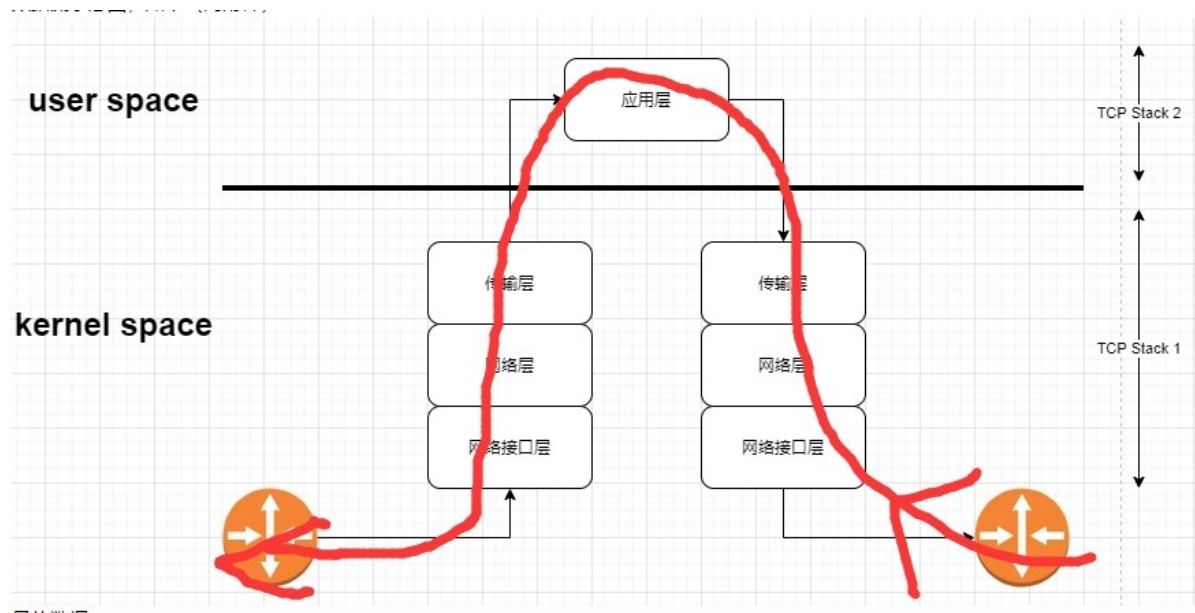 user space
应用层
TCP Stack 2
传输层
传输层
kernel space
网络层
网络层
TCP Stack 1
网络接口层
网络接口层